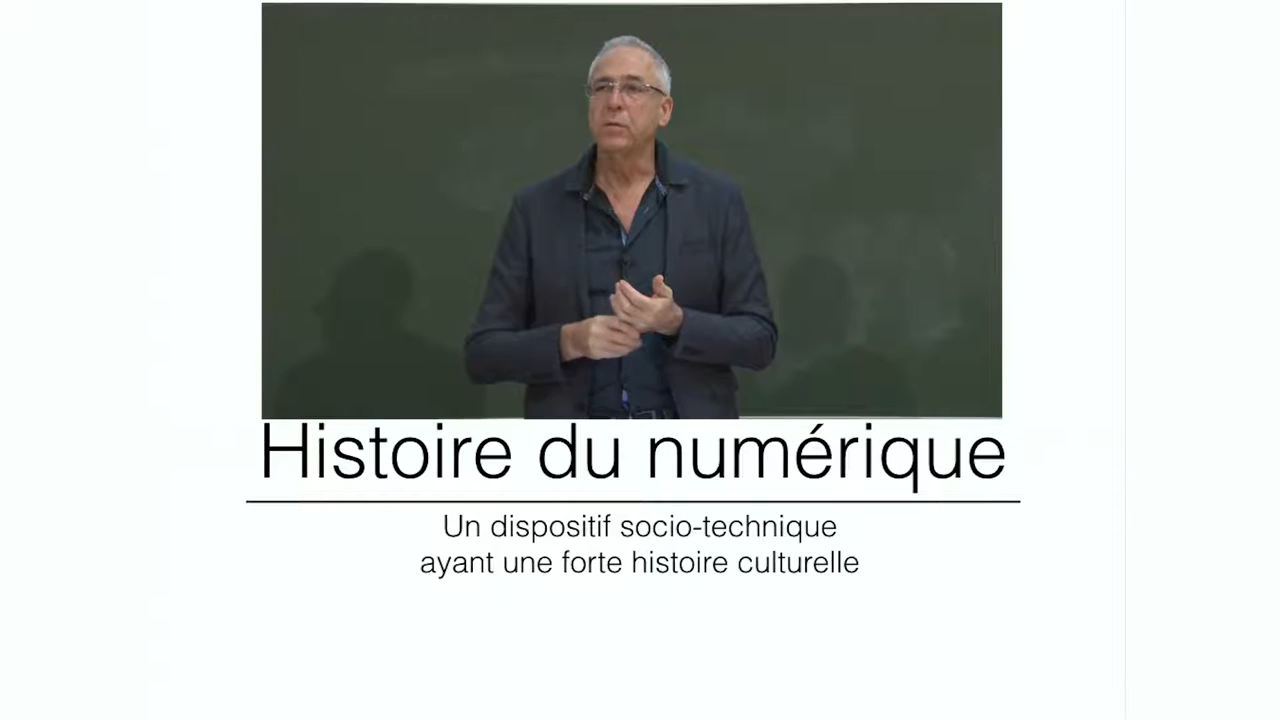 Histoire du numérique
Un dispositif socio-technique
ayant une forte histoire culturelle